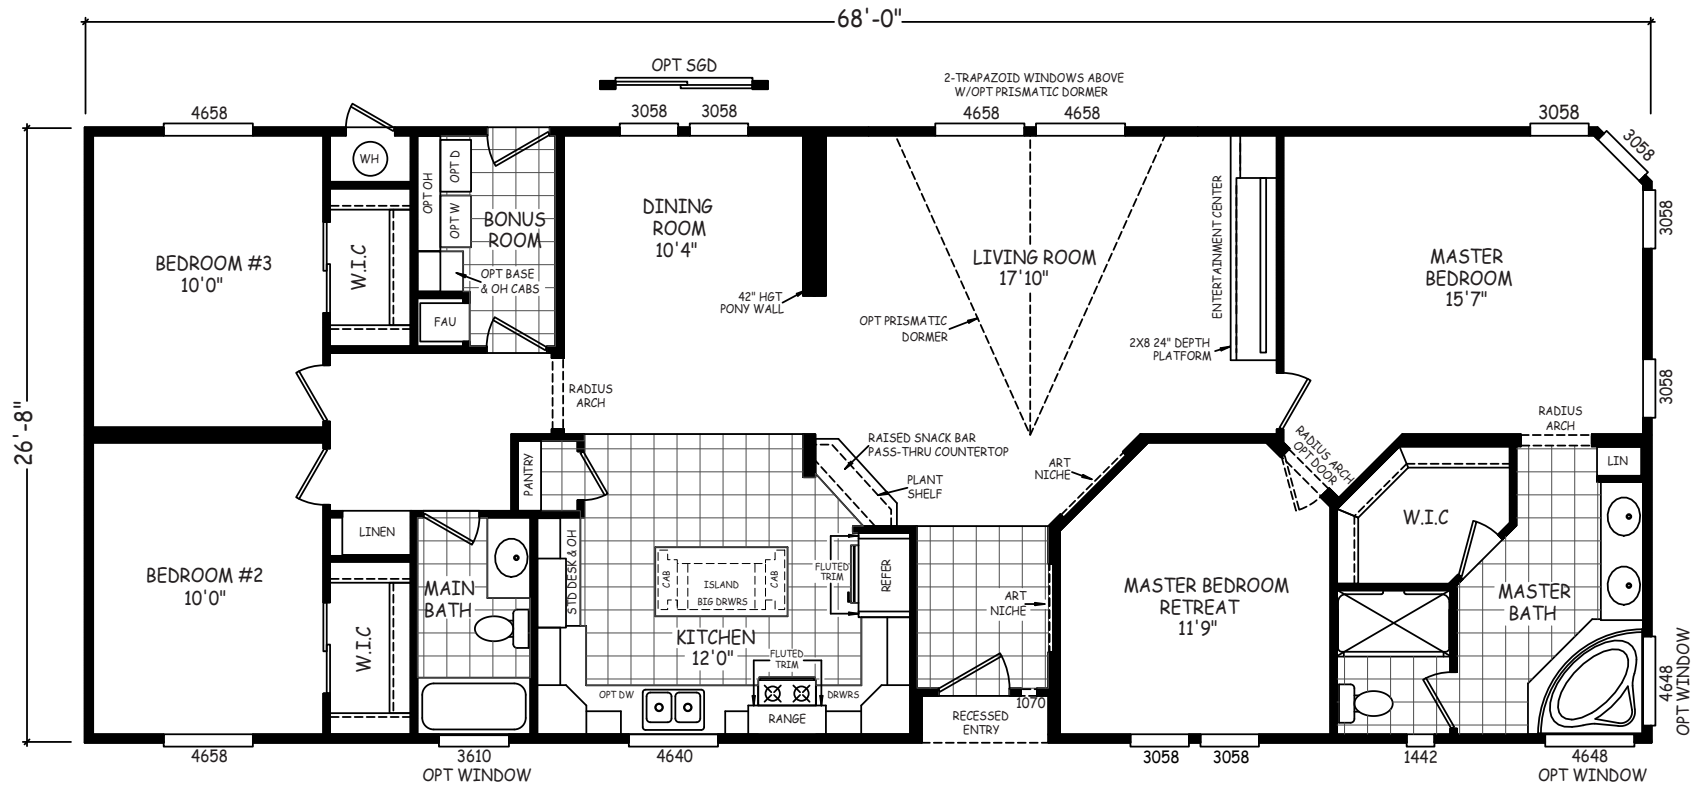 68'-0"
OPT SGD
2-TRAPAZOID WINDOWS ABOVE
W/OPT PRISMATIC DORMER
4658
3058
3058
4658
4658
3058
3058
3058
3058
26'-8"
WH
OPT OH
OPT D
OPT W
BONUS
ROOM
OPT BASE
& OH CABS
FAU
W.I.C
BEDROOM #3
10'0"
DINING
ROOM
10'4"
42" HGT
PONY WALL
LIVING ROOM
17'10"
OPT PRISMATIC
DORMER
ENTERTAINMENT CENTER
2X8 24" DEPTH
PLATFORM
MASTER
BEDROOM
15'7"
RADIUS
ARCH
RADIUS
ARCH
RADIUS ARCH
OPT DOOR
RAISED SNACK BAR
PASS-THRU COUNTERTOP
PLANT
SHELF
ART
NICHE
PANTRY
LIN
LINEN
W.I.C
BEDROOM #2
10'0"
W.I.C
MAIN
BATH
STD DESK & OH
CAB
ISLAND
BIG DRWRS
CAB
FLUTED
TRIM
REFER
KITCHEN
12'0"
FLUTED
TRIM
OPT DW
DRWRS
RANGE
ART
NICHE
MASTER BEDROOM
RETREAT
11'9"
MASTER
BATH
1070
RECESSED
ENTRY
4658
3610
OPT WINDOW
4640
3058
3058
1442
4648
OPT WINDOW
4648
OPT WINDOW